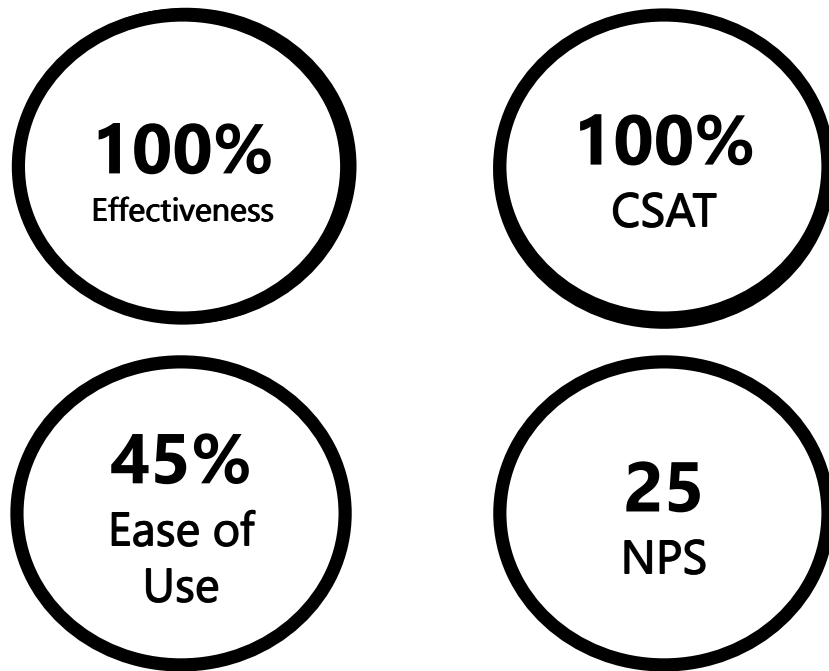 100%
Effectiveness
100%
CSAT
45%
Ease of
Use
25
NPS